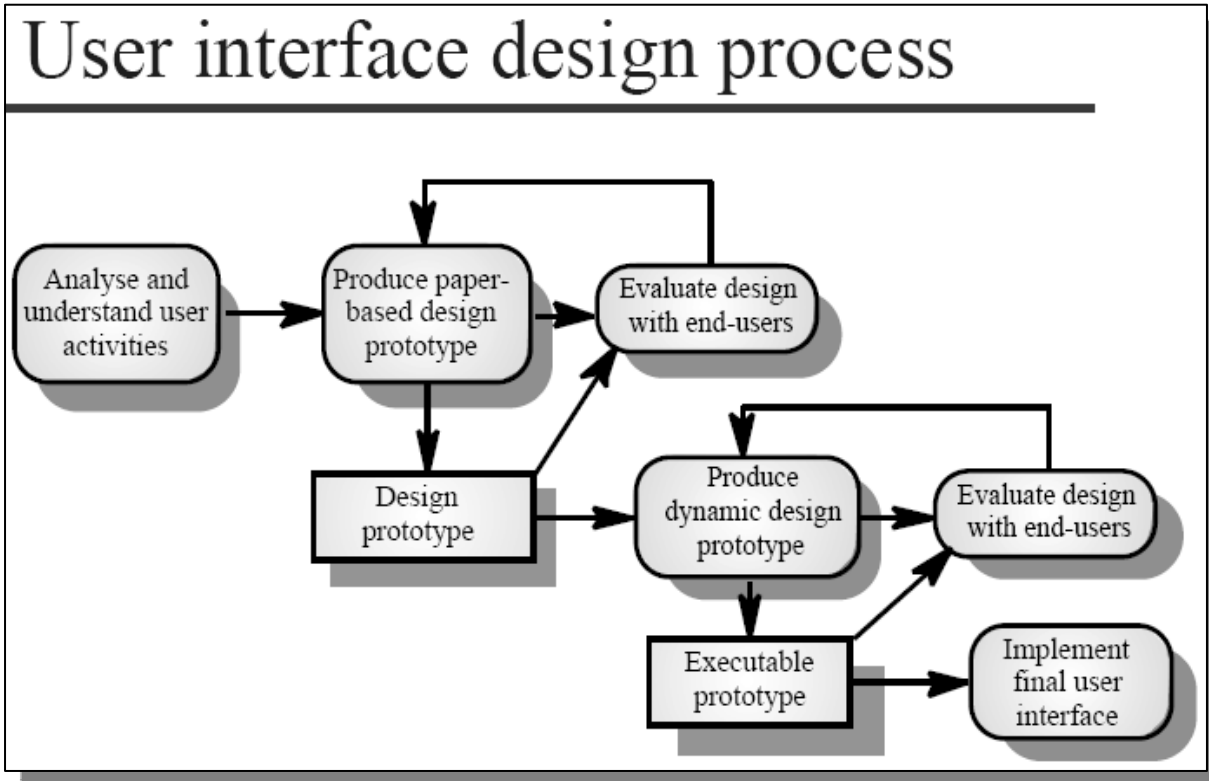 User interface design process
Analyse and
understand user
activities
Produce paper-
based design
prototype
Evaluate design
with end-users
Design
prototype
Produce
dynamic design
prototype
Evaluate design
with end-users
Executable
prototype
Implement
final user
interface